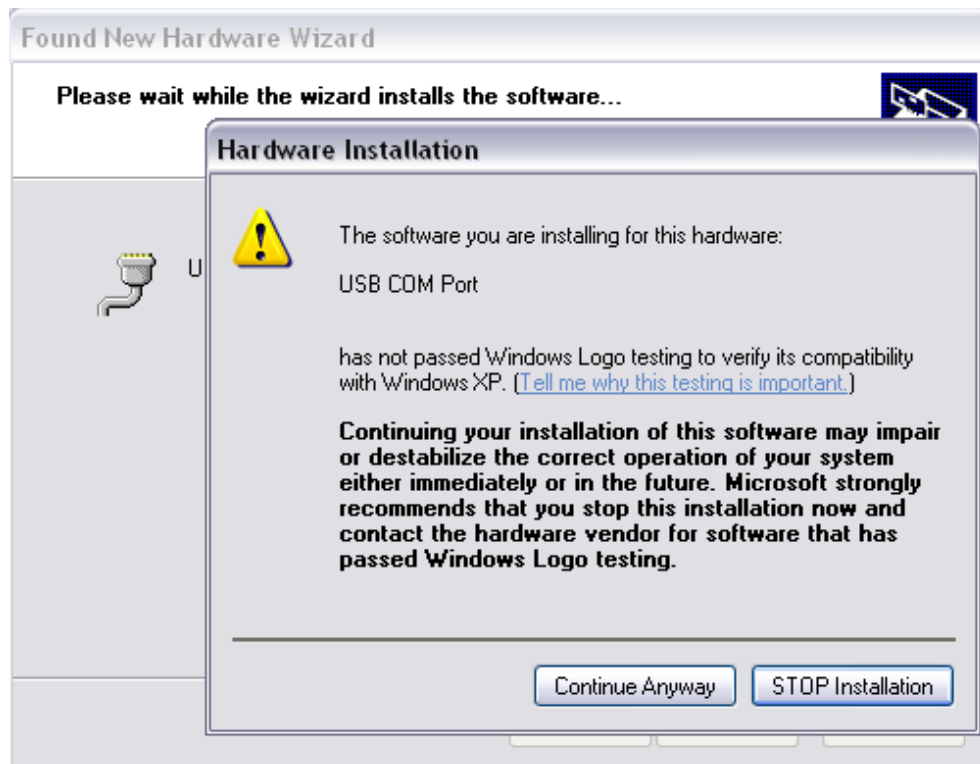 Found New Hardware Wizard
Please wait while the wizard installs the software...
Hardware Installation
The software you are installing for this hardware:
U
USB COM Port
has not passed Windows Logo testing to verify its compatibility
with Windows XP. (Tell me why this testing is important.)
Continuing your installation of this software may impair
or destabilize the correct operation of your system
either immediately or in the future. Microsoft strongly
recommends that you stop this installation now and
contact the hardware vendor for software that has
passed Windows Logo testing.
Continue Anyway
STOP Installation